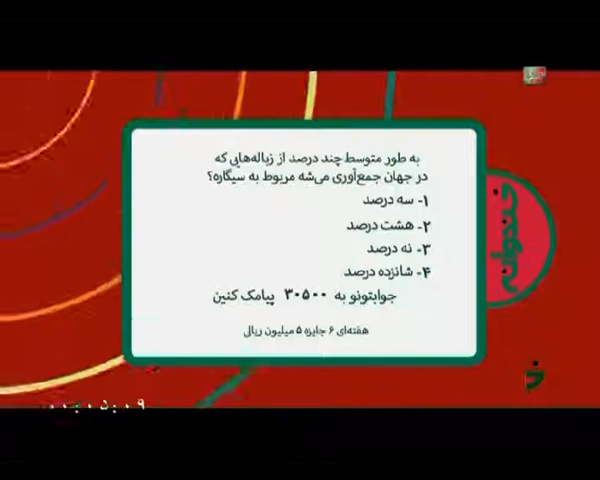 به طور متوسط چند درصد از زباله‌هایی که
در جهان جمع‌آوری می‌شه مربوط به سیگاره؟
۱- سه درصد
۲- هشت درصد
۳- نه درصد
۴- شانزده درصد
جوابتونو به ۳۰۵۰۰ پیامک کنین
هفته‌ای ۶ جایزه ۵ میلیون ریالی
خندوانه